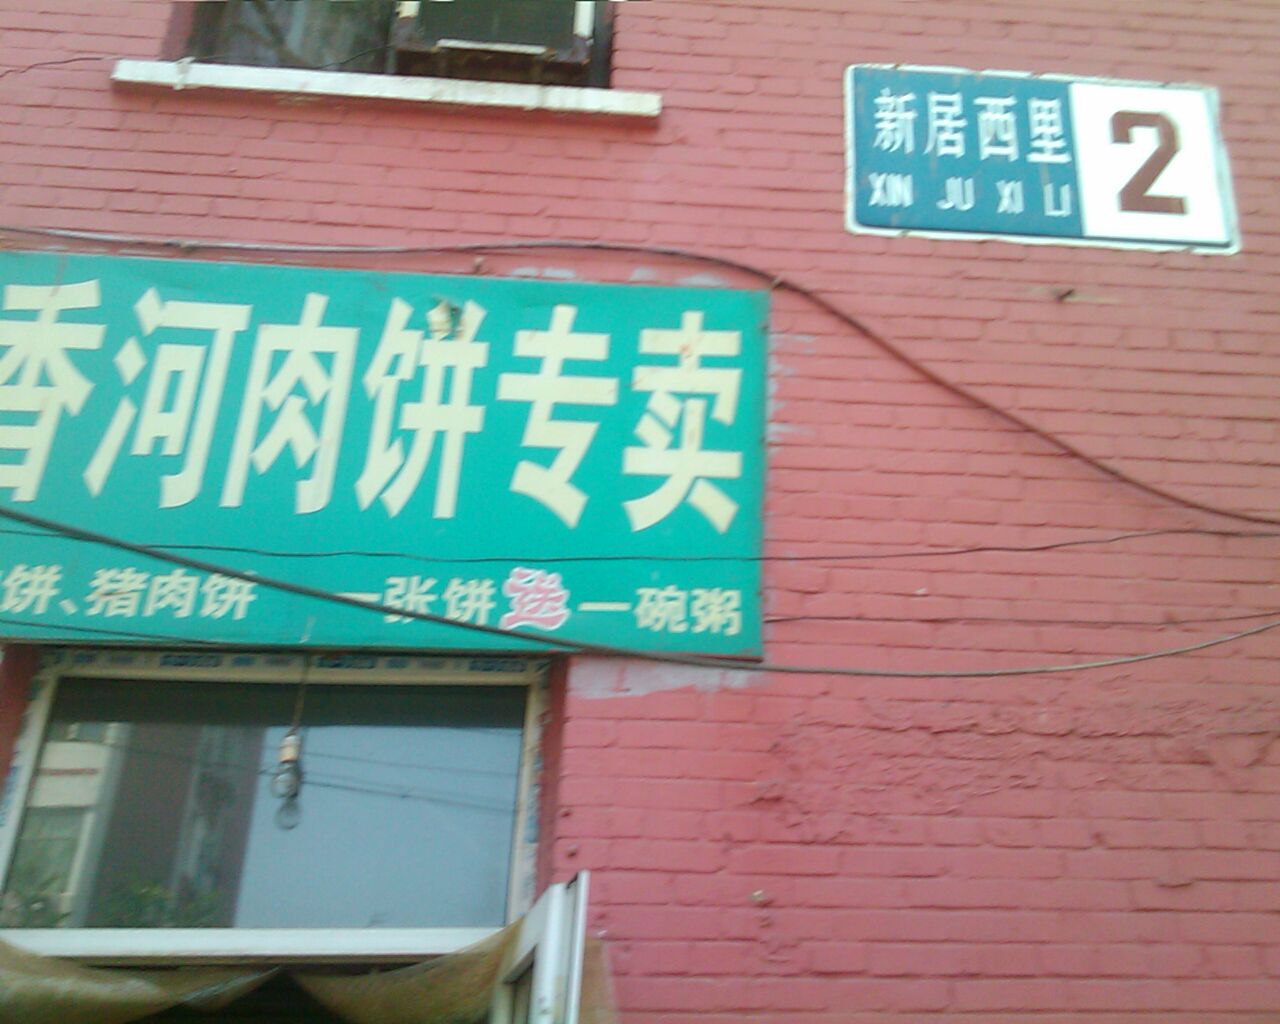 新居西里
XIN JU XI LI
2
香河肉饼专卖
饼、猪肉饼 一张饼送一碗粥